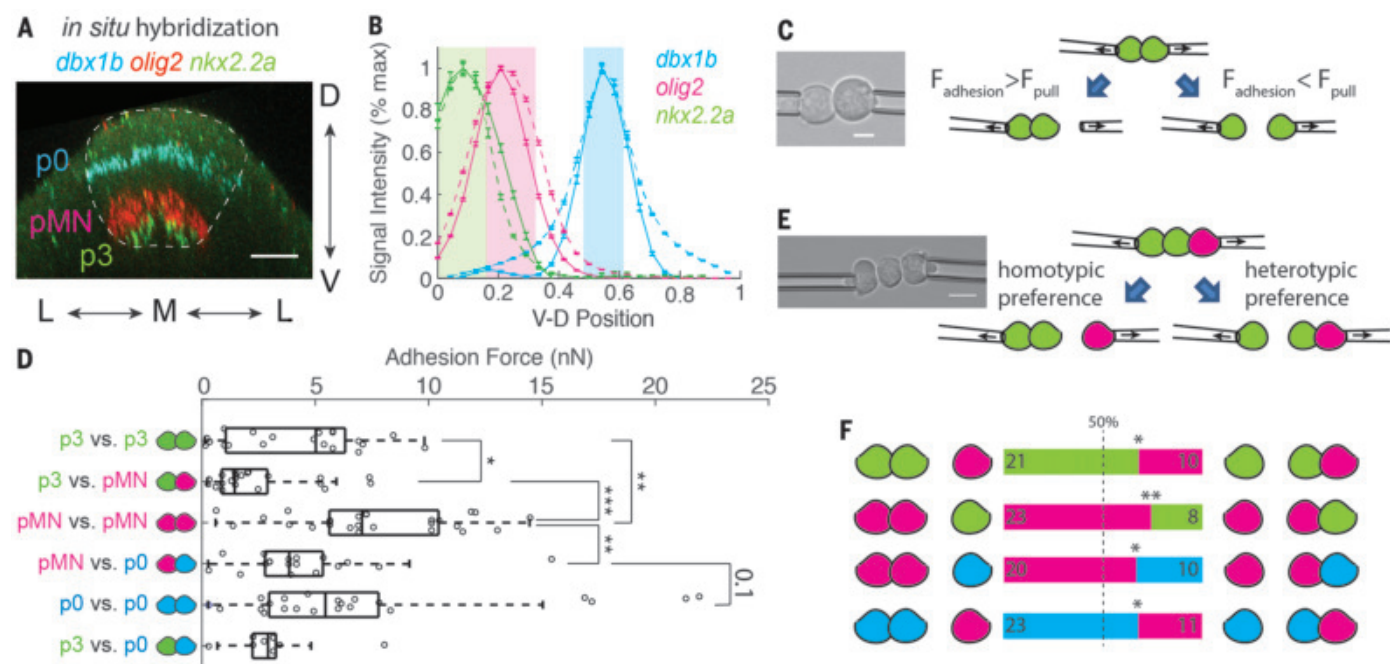 A in situ hybridization
dbx1b olig2 nkx2.2a
p0
pMN
p3
D
V
L M L
B
Signal Intensity (% max)
1
0.8
0.6
0.4
0.2
0
0 0.2 0.4 0.6 0.8 1
V-D Position
dbx1b
olig2
nkx2.2a
C
Fadhesion>Fpull
Fadhesion<Fpull
E
homotypic
preference
heterotypic
preference
D
Adhesion Force (nN)
0 5 10 15 20 25
p3 vs. p3
p3 vs. pMN
pMN vs. pMN
pMN vs. p0
p0 vs. p0
p3 vs. p0
*
**
***
**
0.1
F
50%
*
21 10
**
23 8
*
20 10
*
23 11